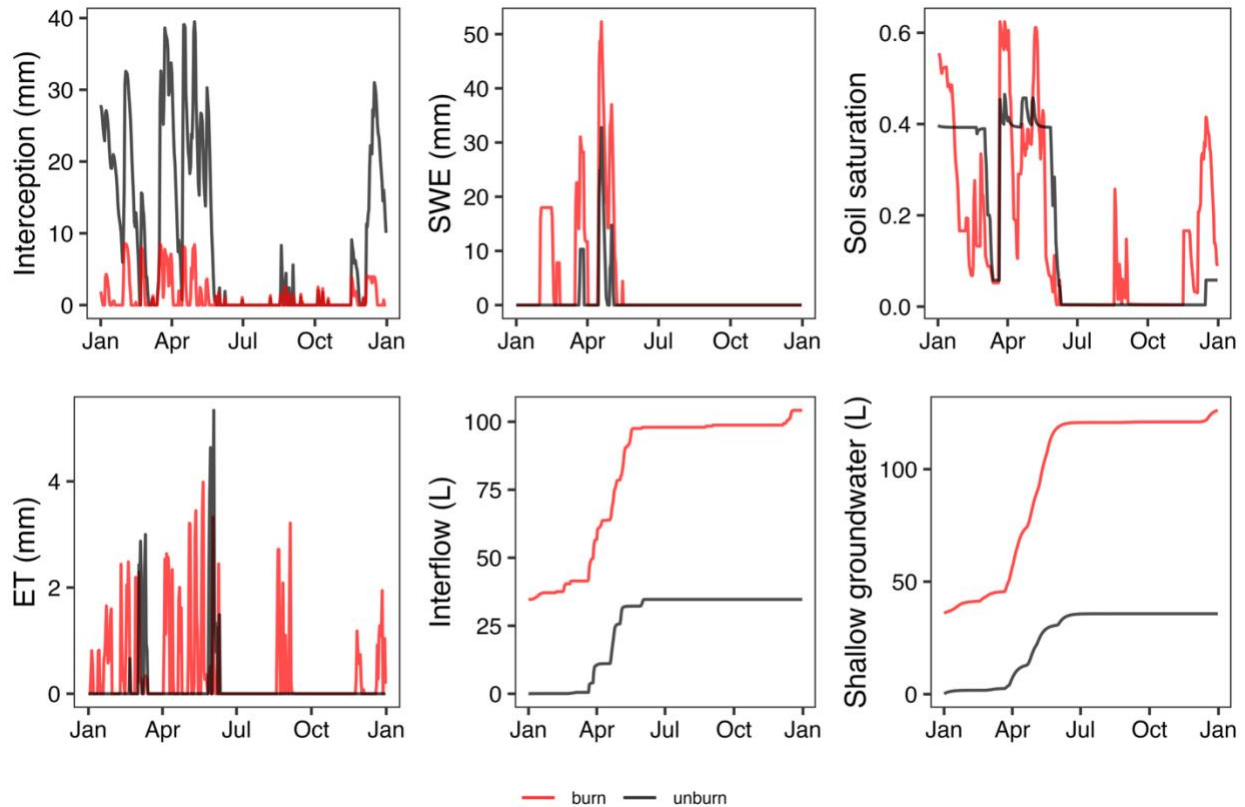 Interception (mm)
40
30
20
10
0
Jan Apr Jul Oct Jan
SWE (mm)
50
40
30
20
10
0
Jan Apr Jul Oct Jan
Soil saturation
0.6
0.4
0.2
0.0
Jan Apr Jul Oct Jan
ET (mm)
4
2
0
Jan Apr Jul Oct Jan
Interflow (L)
100
75
50
25
0
Jan Apr Jul Oct Jan
Shallow groundwater (L)
100
50
0
Jan Apr Jul Oct Jan
burn unburn